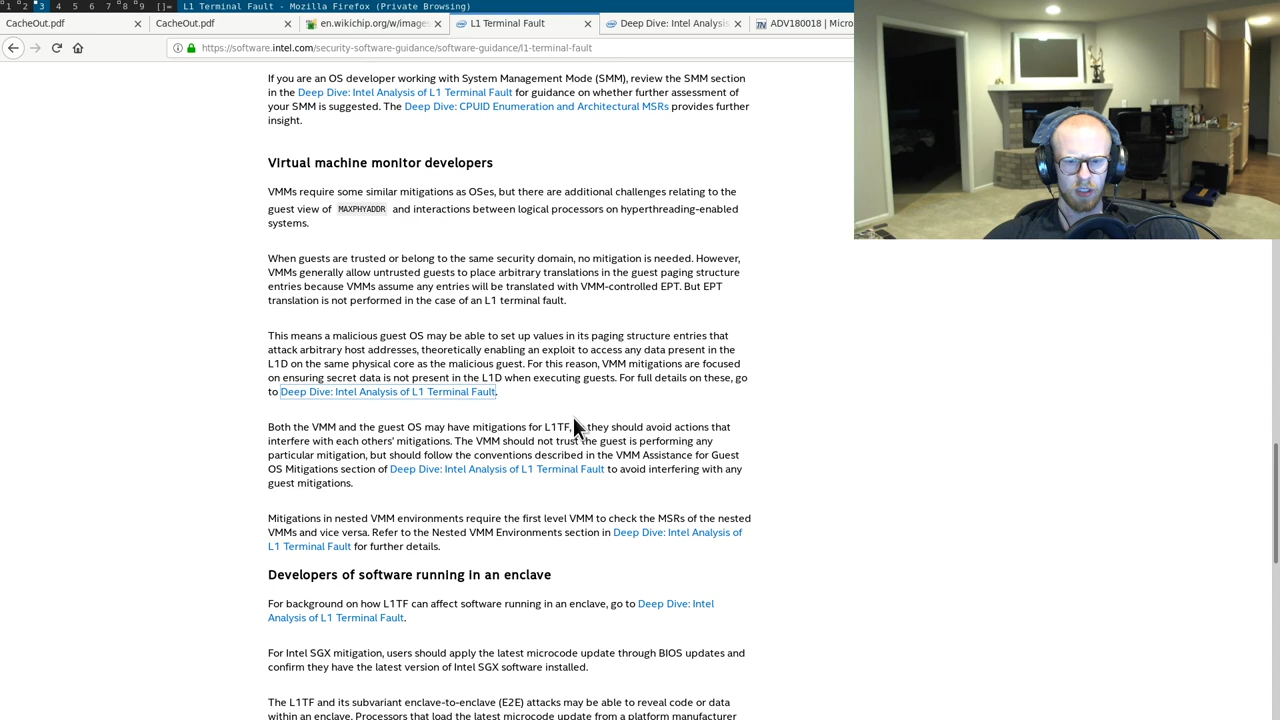 1 2 3 4 5 6 7 8 9 []= L1 Terminal Fault - Mozilla Firefox (Private Browsing)
CacheOut.pdf CacheOut.pdf en.wikichip.org/w/image L1 Terminal Fault Deep Dive: Intel Analysis ADV180018 | Micro
https://software.intel.com/security-software-guidance/software-guidance/l1-terminal-fault
If you are an OS developer working with System Management Mode (SMM), review the SMM section
in the Deep Dive: Intel Analysis of L1 Terminal Fault for guidance on whether further assessment of
your SMM is suggested. The Deep Dive: CPUID Enumeration and Architectural MSRs provides further
insight.
Virtual machine monitor developers
VMMs require some similar mitigations as OSes, but there are additional challenges relating to the
guest view of MAXPHYADDR and interactions between logical processors on hyperthreading-enabled
systems.
When guests are trusted or belong to the same security domain, no mitigation is needed. However,
VMMs generally allow untrusted guests to place arbitrary translations in the guest paging structure
entries because VMMs assume any entries will be translated with VMM-controlled EPT. But EPT
translation is not performed in the case of an L1 terminal fault.
This means a malicious guest OS may be able to set up values in its paging structure entries that
attack arbitrary host addresses, theoretically enabling an exploit to access any data present in the
L1D on the same physical core as the malicious guest. For this reason, VMM mitigations are focused
on ensuring secret data is not present in the L1D when executing guests. For full details on these, go
to Deep Dive: Intel Analysis of L1 Terminal Fault.
Both the VMM and the guest OS may have mitigations for L1TF, they should avoid actions that
interfere with each others' mitigations. The VMM should not trust the guest is performing any
particular mitigation, but should follow the conventions described in the VMM Assistance for Guest
OS Mitigations section of Deep Dive: Intel Analysis of L1 Terminal Fault to avoid interfering with any
guest mitigations.
Mitigations in nested VMM environments require the first level VMM to check the MSRs of the nested
VMMs and vice versa. Refer to the Nested VMM Environments section in Deep Dive: Intel Analysis of
L1 Terminal Fault for further details.
Developers of software running in an enclave
For background on how L1TF can affect software running in an enclave, go to Deep Dive: Intel
Analysis of L1 Terminal Fault.
For Intel SGX mitigation, users should apply the latest microcode update through BIOS updates and
confirm they have the latest version of Intel SGX software installed.
The L1TF and its subvariant enclave-to-enclave (E2E) attacks may be able to reveal code or data
within an enclave. Processors that load the latest microcode update from a platform manufacturer